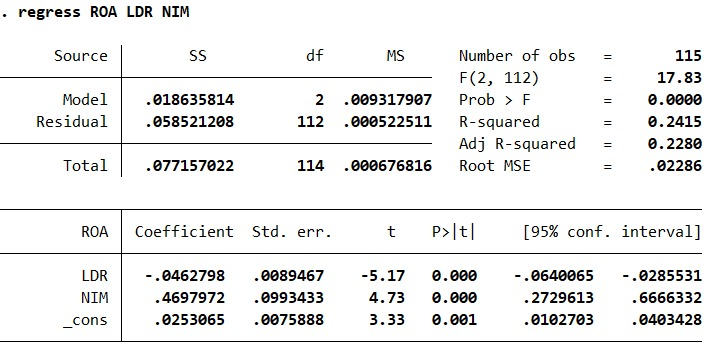 . regress ROA LDR NIM
Source SS df MS Number of obs = 115
F(2, 112) = 17.83
Model .018635814 2 .009317907 Prob > F = 0.0000
Residual .058521208 112 .000522511 R-squared = 0.2415
Adj R-squared = 0.2280
Total .077157022 114 .000676816 Root MSE = .02286
ROA Coefficient Std. err. t P>|t| [95% conf. interval]
LDR -.0462798 .0089467 -5.17 0.000 -.0640065 -.0285531
NIM .4697972 .0993433 4.73 0.000 .2729613 .6666332
_cons .0253065 .0075888 3.33 0.001 .0102703 .0403428